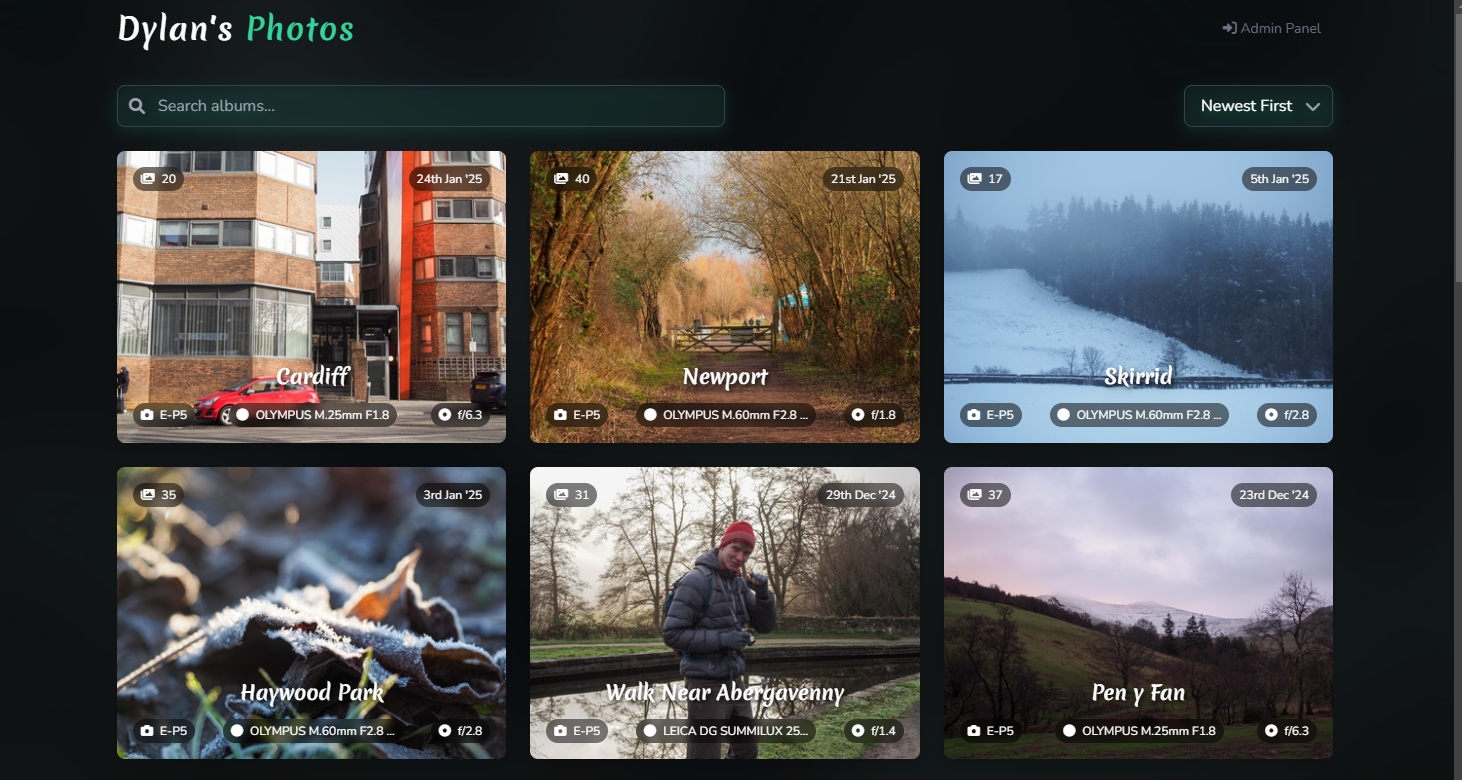 Dylan's Photos
Admin Panel
Search albums...
Newest First
20
24th Jan '25
Cardiff
E-P5
OLYMPUS M.25mm F1.8
f/6.3
40
21st Jan '25
Newport
E-P5
OLYMPUS M.60mm F2.8 ...
f/1.8
17
5th Jan '25
Skirrid
E-P5
OLYMPUS M.60mm F2.8 ...
f/2.8
35
3rd Jan '25
Haywood Park
E-P5
OLYMPUS M.60mm F2.8 ...
f/2.8
31
29th Dec '24
Walk Near Abergavenny
E-P5
LEICA DG SUMMILUX 25...
f/1.4
37
23rd Dec '24
Pen y Fan
E-P5
OLYMPUS M.25mm F1.8
f/6.3